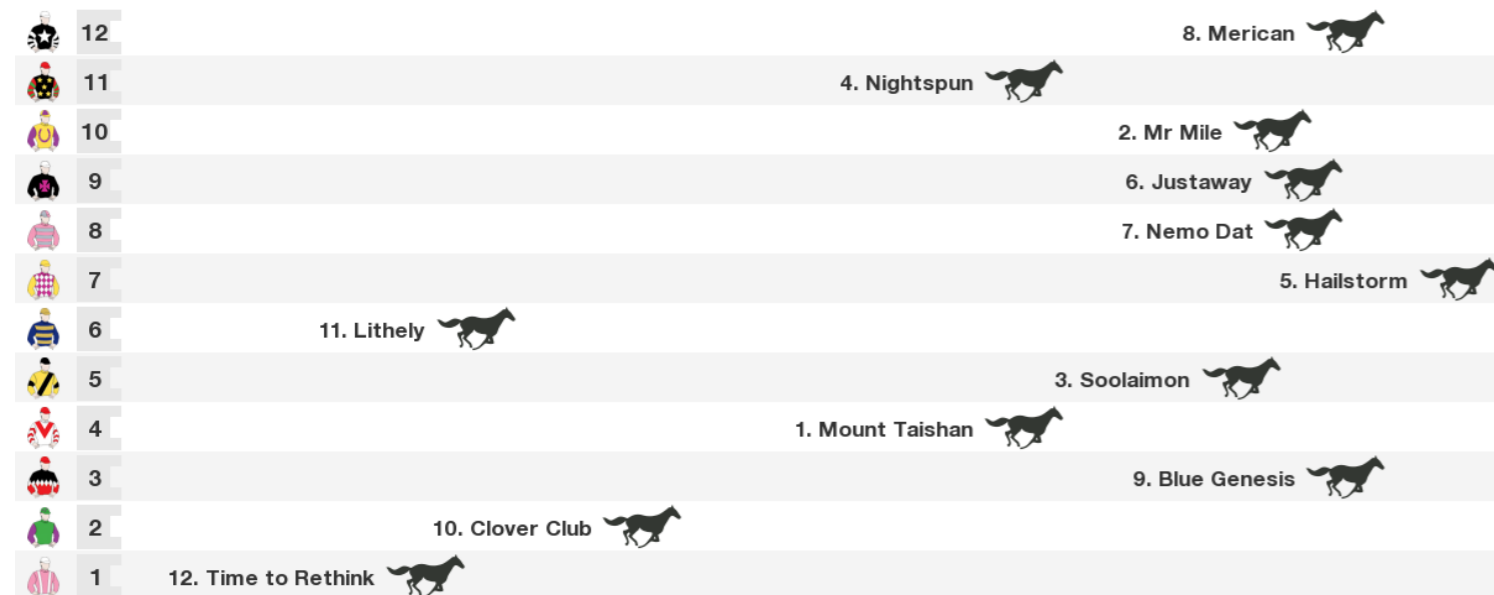 12 8. Merican
11 4. Nightspun
10 2. Mr Mile
9 6. Justaway
8 7. Nemo Dat
7 5. Hailstorm
6 11. Lithely
5 3. Soolaimon
4 1. Mount Taishan
3 9. Blue Genesis
2 10. Clover Club
1 12. Time to Rethink